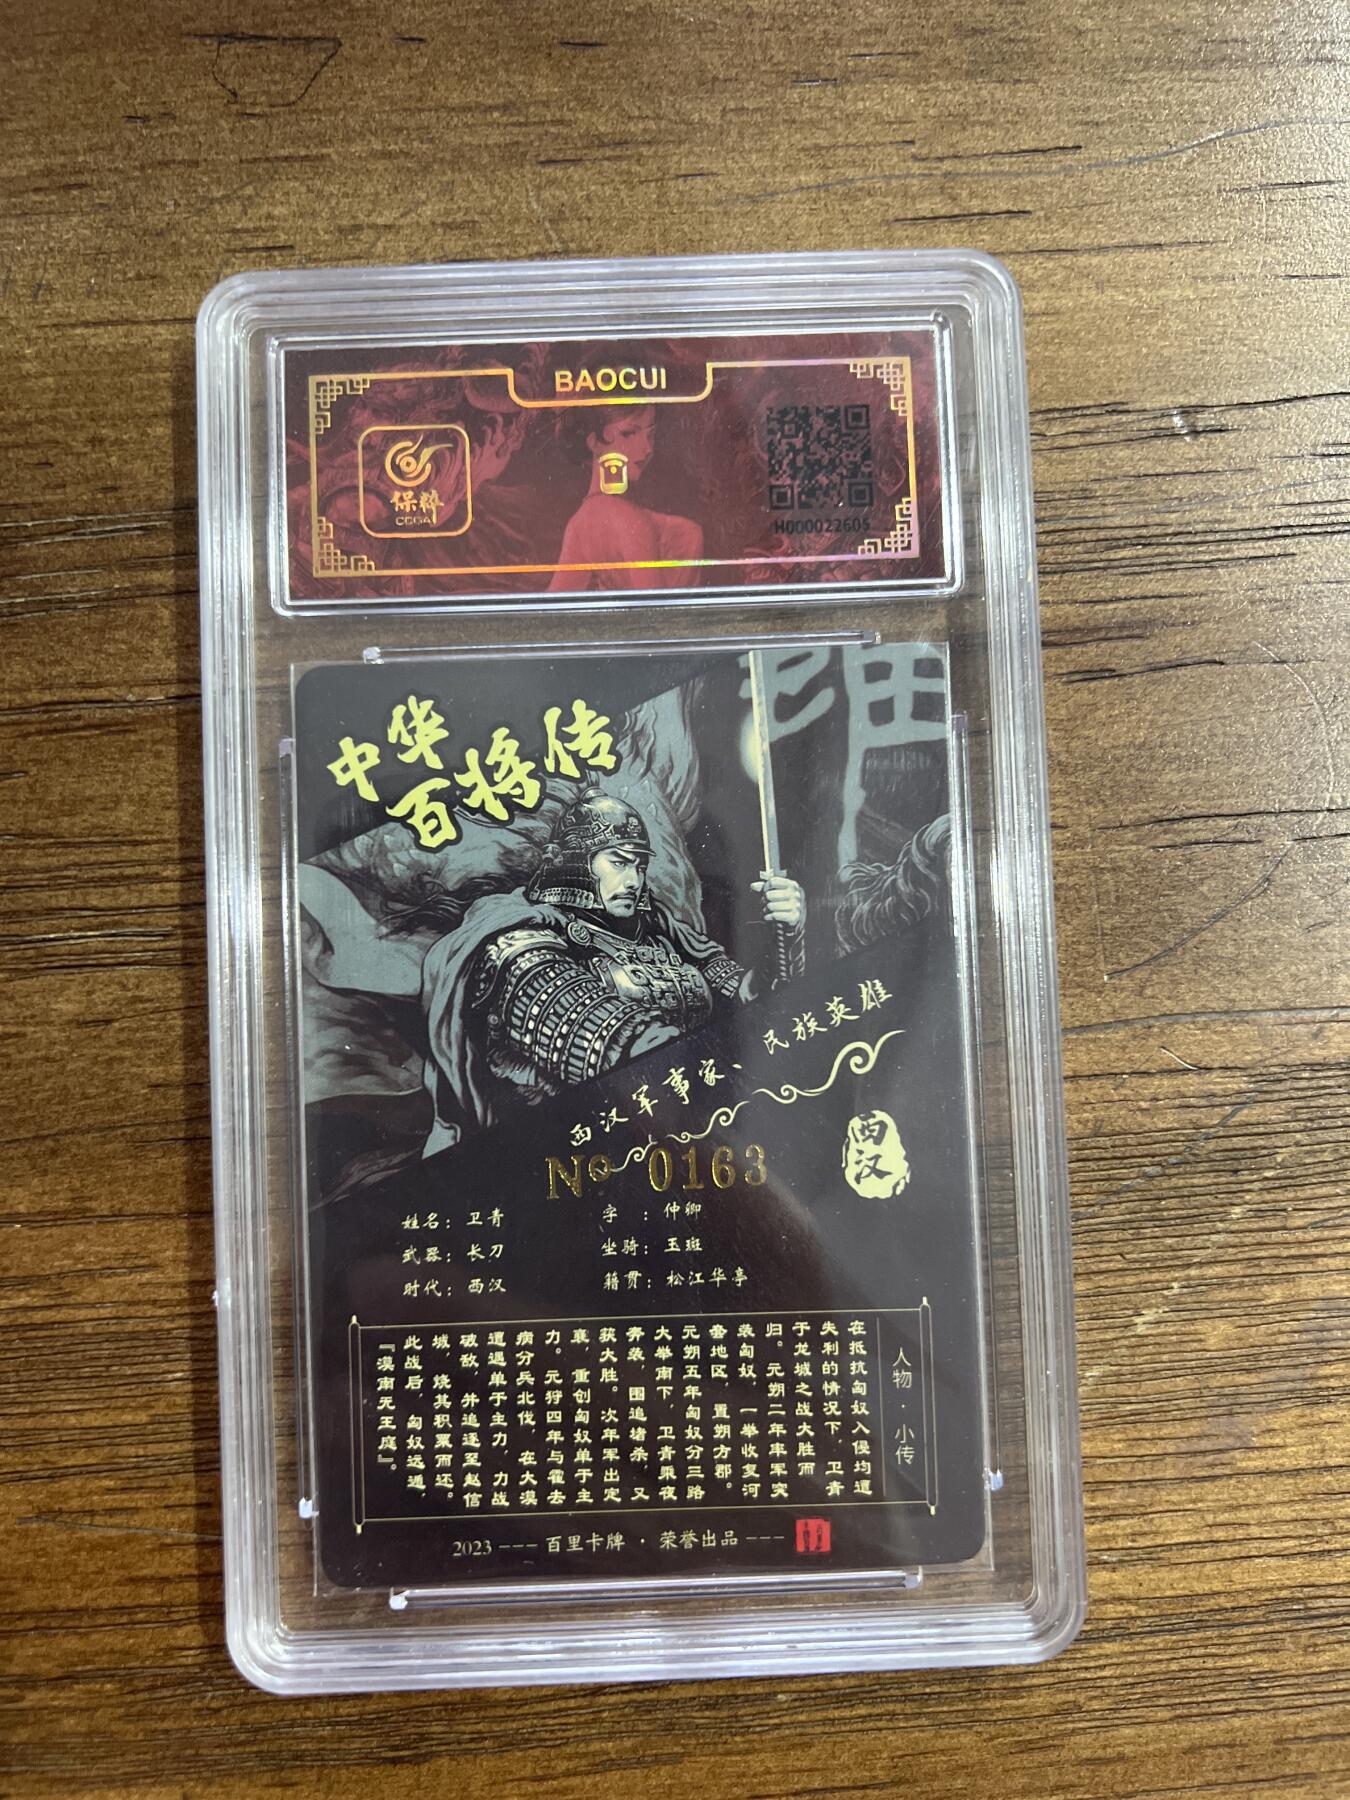 BAOCUI
保粹
CCGA
H000022605
中华
百将传
西汉军事家、民族英雄
西汉
No 0163
姓名：卫青 字：仲卿
武器：长刀 坐骑：玉斑
时代：西汉 籍贯：松江华亭
人物·小传
在抵抗匈奴入侵均遭
失利的情况下，卫青
于龙城之战大胜而
归。元朔二年率军突
袭匈奴，一举收复河
套地区，置朔方郡。
元朔五年匈奴分三路
大举南下，卫青乘夜
奔袭，围追堵杀，又
获大胜。次年军出定
襄，重创匈奴单于主
力。元狩四年与霍去
病分兵北伐，在大漠
遭遇单于主力，力战
破敌，并追逐至赵信
城，烧其积粟而还。
此战后，匈奴远遁，
『漠南无王庭』。
2023 --- 百里卡牌 · 荣誉出品 ---